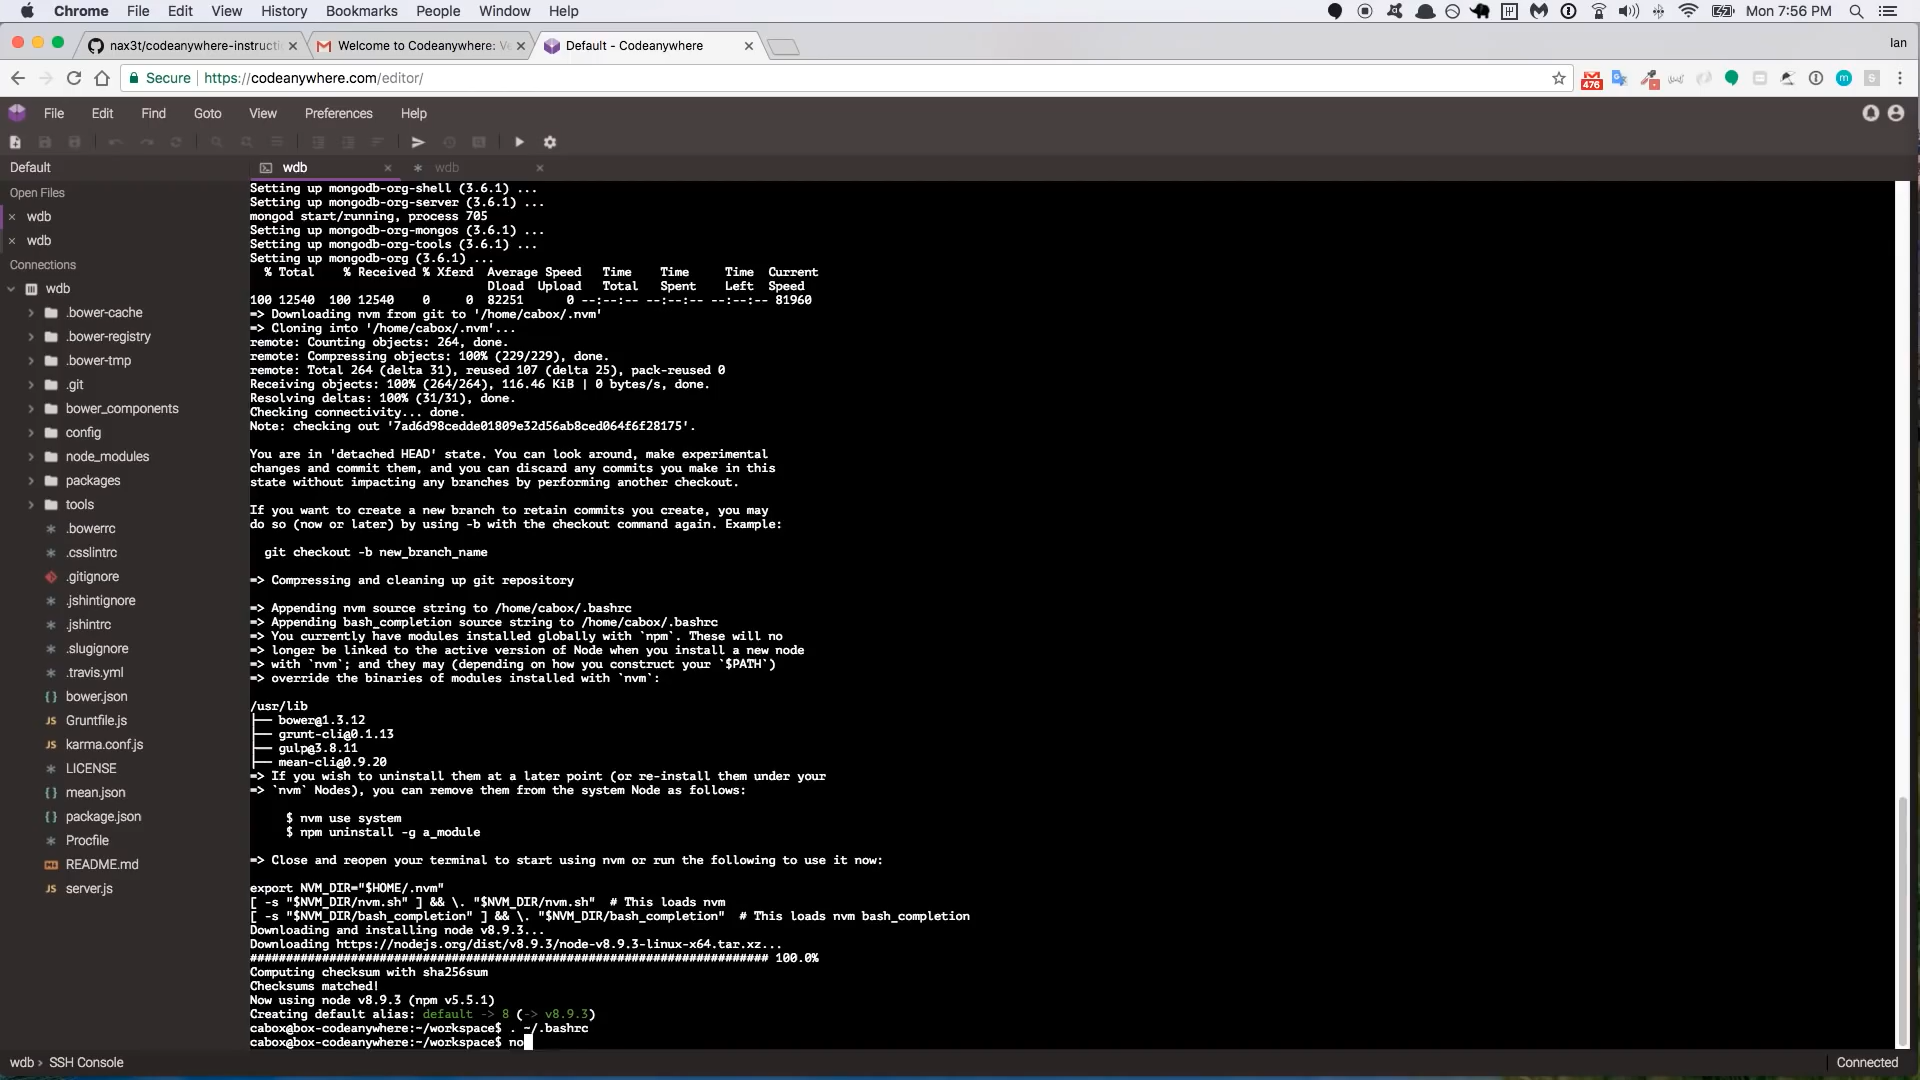 Chrome File Edit View History Bookmarks People Window Help Mon 7:56 PM
nax3t/codeanywhere-instructi Welcome to Codeanywhere: Ve Default - Codeanywhere Ian
Secure https://codeanywhere.com/editor/ 476
File Edit Find Goto View Preferences Help
Default
wdb wdb
Open Files
wdb
wdb
Connections
wdb
.bower-cache
.bower-registry
.bower-tmp
.git
bower_components
config
node_modules
packages
tools
.bowerrc
.csslintrc
.gitignore
.jshintignore
.jshintrc
.slugignore
.travis.yml
bower.json
JS Gruntfile.js
JS karma.conf.js
LICENSE
mean.json
package.json
Procfile
README.md
JS server.js
Setting up mongodb-org-shell (3.6.1) ...
Setting up mongodb-org-server (3.6.1) ...
mongod start/running, process 705
Setting up mongodb-org-mongos (3.6.1) ...
Setting up mongodb-org-tools (3.6.1) ...
Setting up mongodb-org (3.6.1) ...
% Total % Received % Xferd Average Speed Time Time Time Current
Dload Upload Total Spent Left Speed
100 12540 100 12540 0 0 82251 0 --:--:-- --:--:-- --:--:-- 81960
=> Downloading nvm from git to '/home/cabox/.nvm'
=> Cloning into '/home/cabox/.nvm'...
remote: Counting objects: 264, done.
remote: Compressing objects: 100% (229/229), done.
remote: Total 264 (delta 31), reused 107 (delta 25), pack-reused 0
Receiving objects: 100% (264/264), 116.46 KiB | 0 bytes/s, done.
Resolving deltas: 100% (31/31), done.
Checking connectivity... done.
Note: checking out '7ad6d98cedde01809e32d56ab8ced064f6f28175'.
You are in 'detached HEAD' state. You can look around, make experimental
changes and commit them, and you can discard any commits you make in this
state without impacting any branches by performing another checkout.
If you want to create a new branch to retain commits you create, you may
do so (now or later) by using -b with the checkout command again. Example:
git checkout -b new_branch_name
=> Compressing and cleaning up git repository
=> Appending nvm source string to /home/cabox/.bashrc
=> Appending bash_completion source string to /home/cabox/.bashrc
=> You currently have modules installed globally with `npm`. These will no
=> longer be linked to the active version of Node when you install a new node
=> with `nvm`; and they may (depending on how you construct your `$PATH`)
=> override the binaries of modules installed with `nvm`:
/usr/lib
├── bower@1.3.12
├── grunt-cli@0.1.13
├── gulp@3.8.11
├── mean-cli@0.9.20
=> If you wish to uninstall them at a later point (or re-install them under your
=> `nvm` Nodes), you can remove them from the system Node as follows:
$ nvm use system
$ npm uninstall -g a_module
=> Close and reopen your terminal to start using nvm or run the following to use it now:
export NVM_DIR="$HOME/.nvm"
[ -s "$NVM_DIR/nvm.sh" ] && \. "$NVM_DIR/nvm.sh" # This loads nvm
[ -s "$NVM_DIR/bash_completion" ] && \. "$NVM_DIR/bash_completion" # This loads nvm bash_completion
Downloading and installing node v8.9.3...
Downloading https://nodejs.org/dist/v8.9.3/node-v8.9.3-linux-x64.tar.xz...
######################################################################## 100.0%
Computing checksum with sha256sum
Checksums matched!
Now using node v8.9.3 (npm v5.5.1)
Creating default alias: default -> 8 (-> v8.9.3)
cabox@box-codeanywhere:~/workspace$ . ~/.bashrc
cabox@box-codeanywhere:~/workspace$ no
wdb › SSH Console Connected